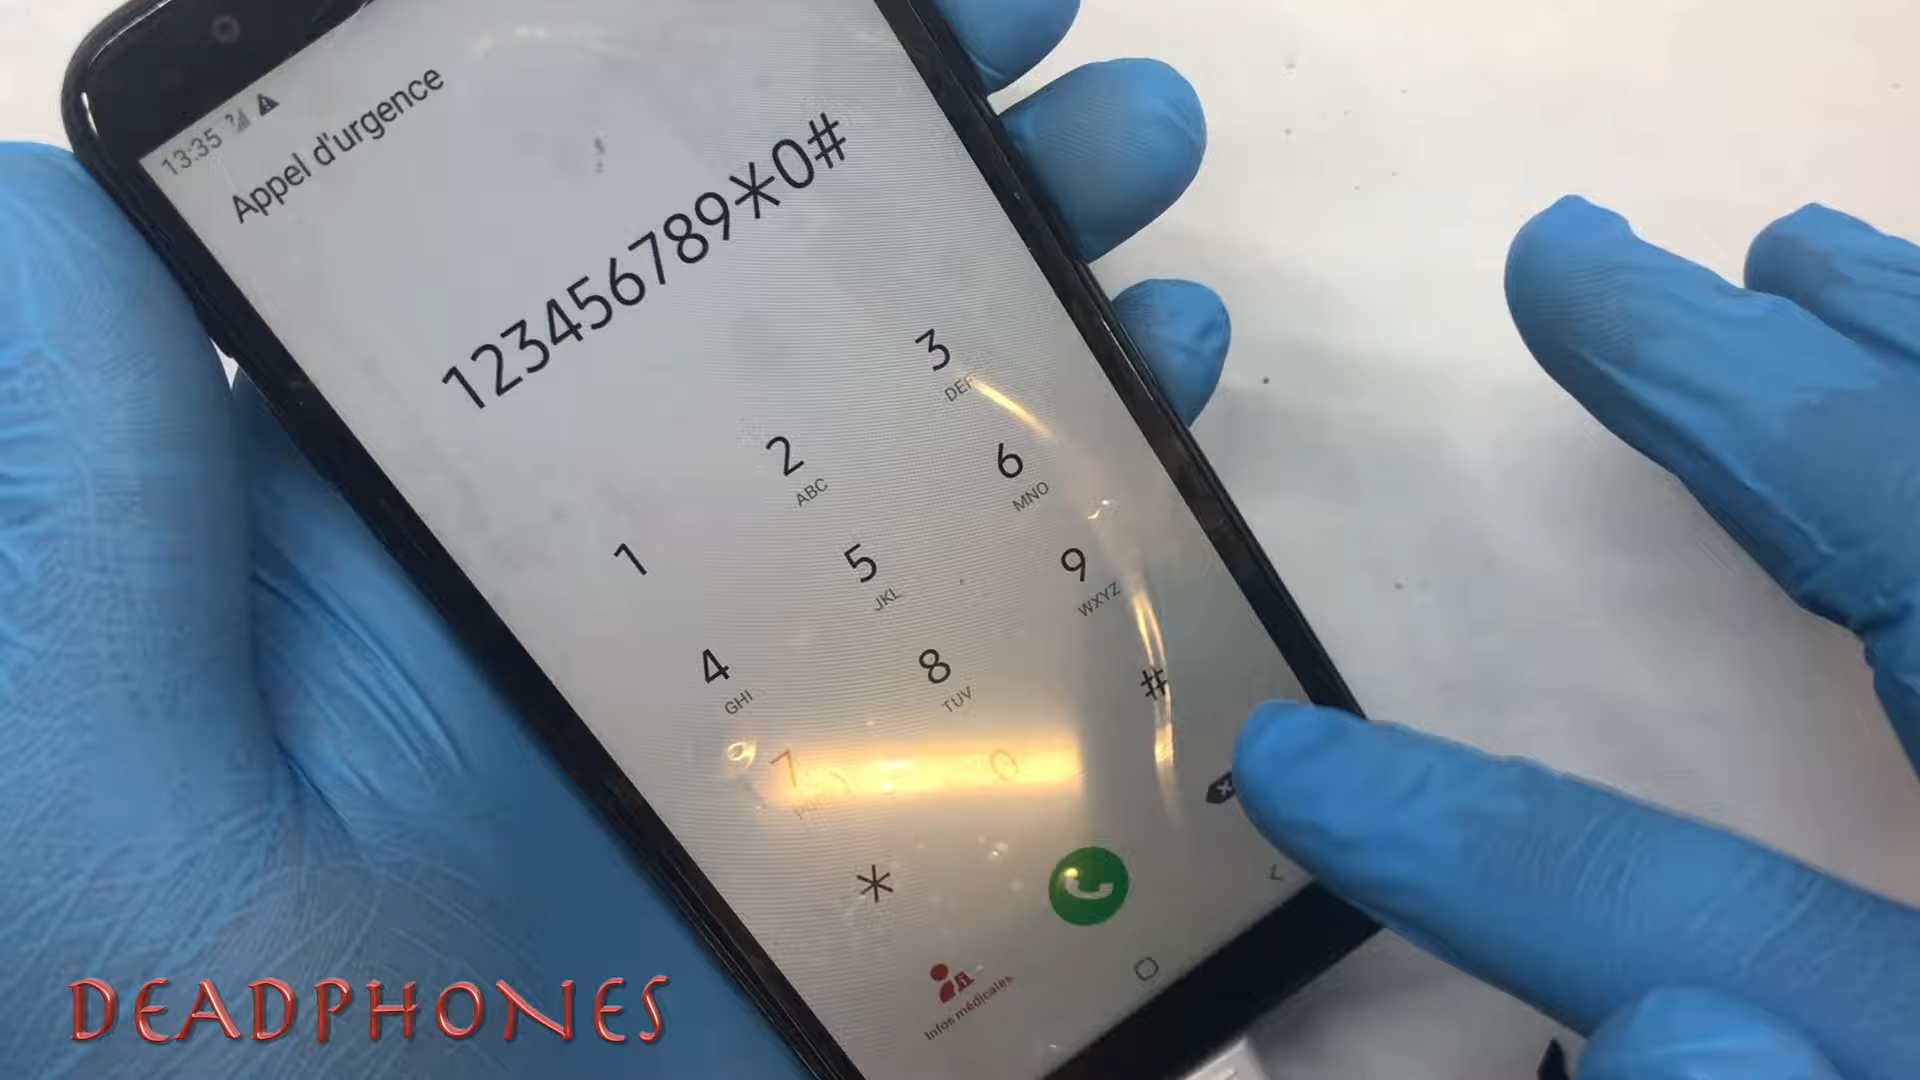 13:35
Appel d'urgence
123456789*0#
1
2
ABC
3
DEF
4
GHI
5
JKL
6
MNO
7
8
TUV
9
WXYZ
*
0
#
Infos médicales
DEADPHONES